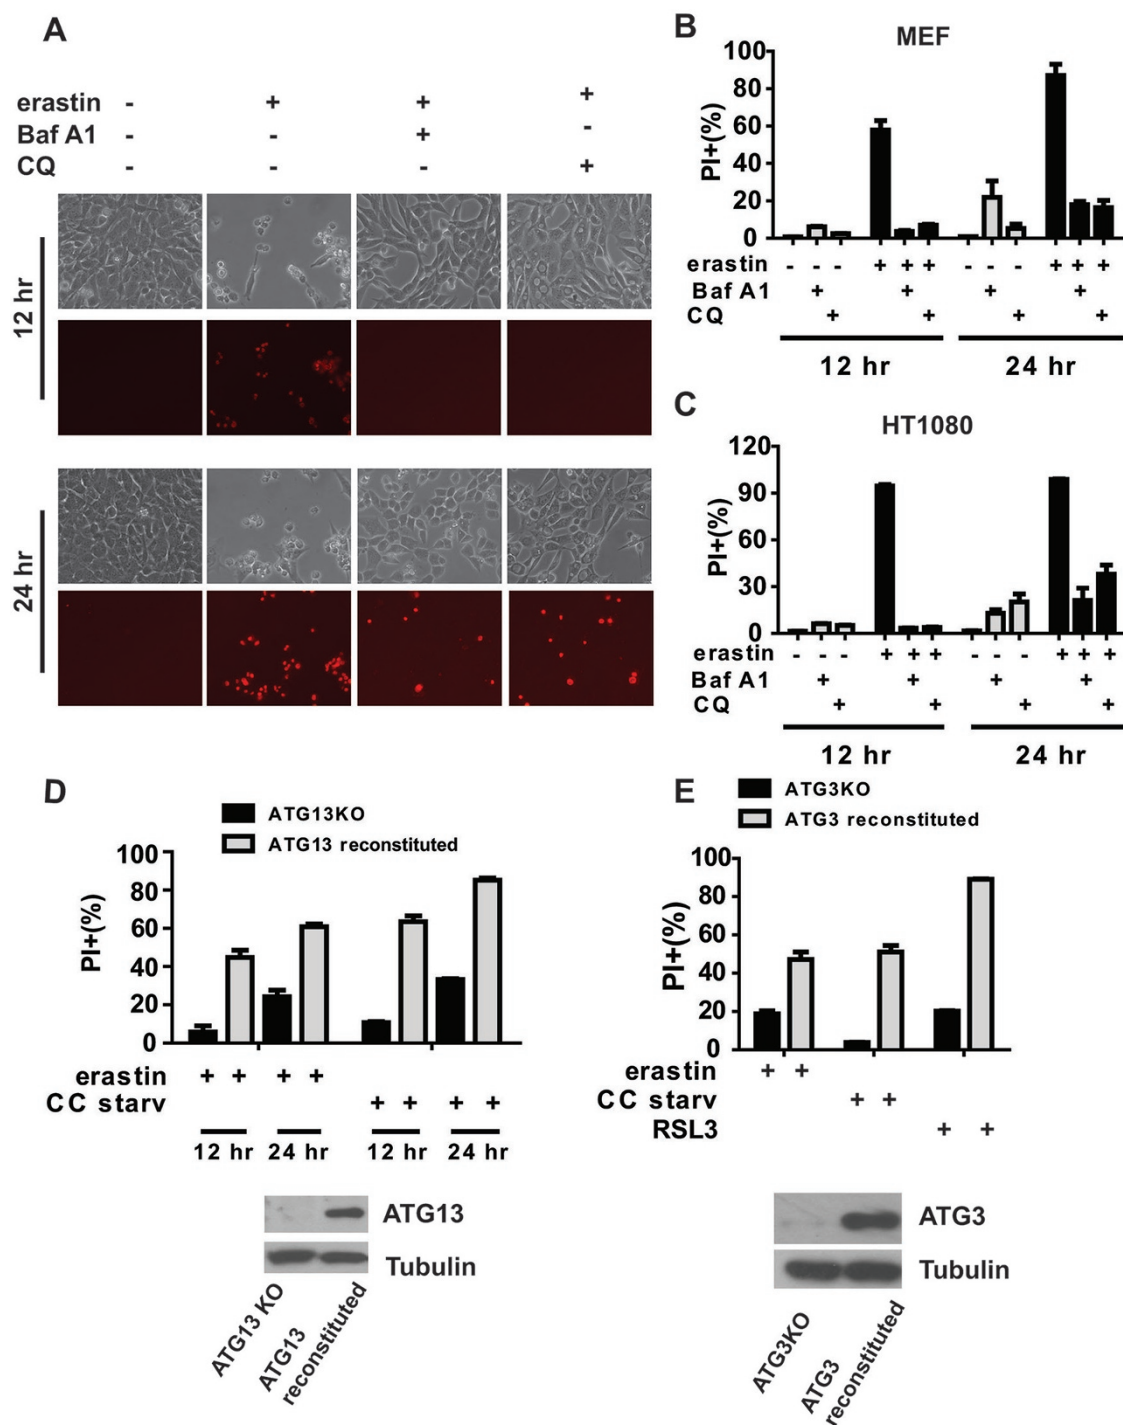 A
erastin - + + +
Baf A1 - - + -
CQ - - - +
12 hr
24 hr
B
MEF
PI+(%)
100
80
60
40
20
0
erastin - - - + + + - - - + + +
Baf A1 + + + +
CQ + + + +
12 hr 24 hr
C
HT1080
PI+(%)
120
90
60
30
0
erastin - - - + + + - - - + + +
Baf A1 + + + +
CQ + + + +
12 hr 24 hr
D
ATG13KO
ATG13 reconstituted
PI+(%)
100
80
60
40
20
0
erastin + + + +
CC starv + + + +
12 hr 24 hr 12 hr 24 hr
ATG13
Tubulin
ATG13 KO
ATG13
reconstituted
E
ATG3KO
ATG3 reconstituted
PI+(%)
100
80
60
40
20
0
erastin + +
CC starv + +
RSL3 + +
ATG3
Tubulin
ATG3KO
ATG3
reconstituted